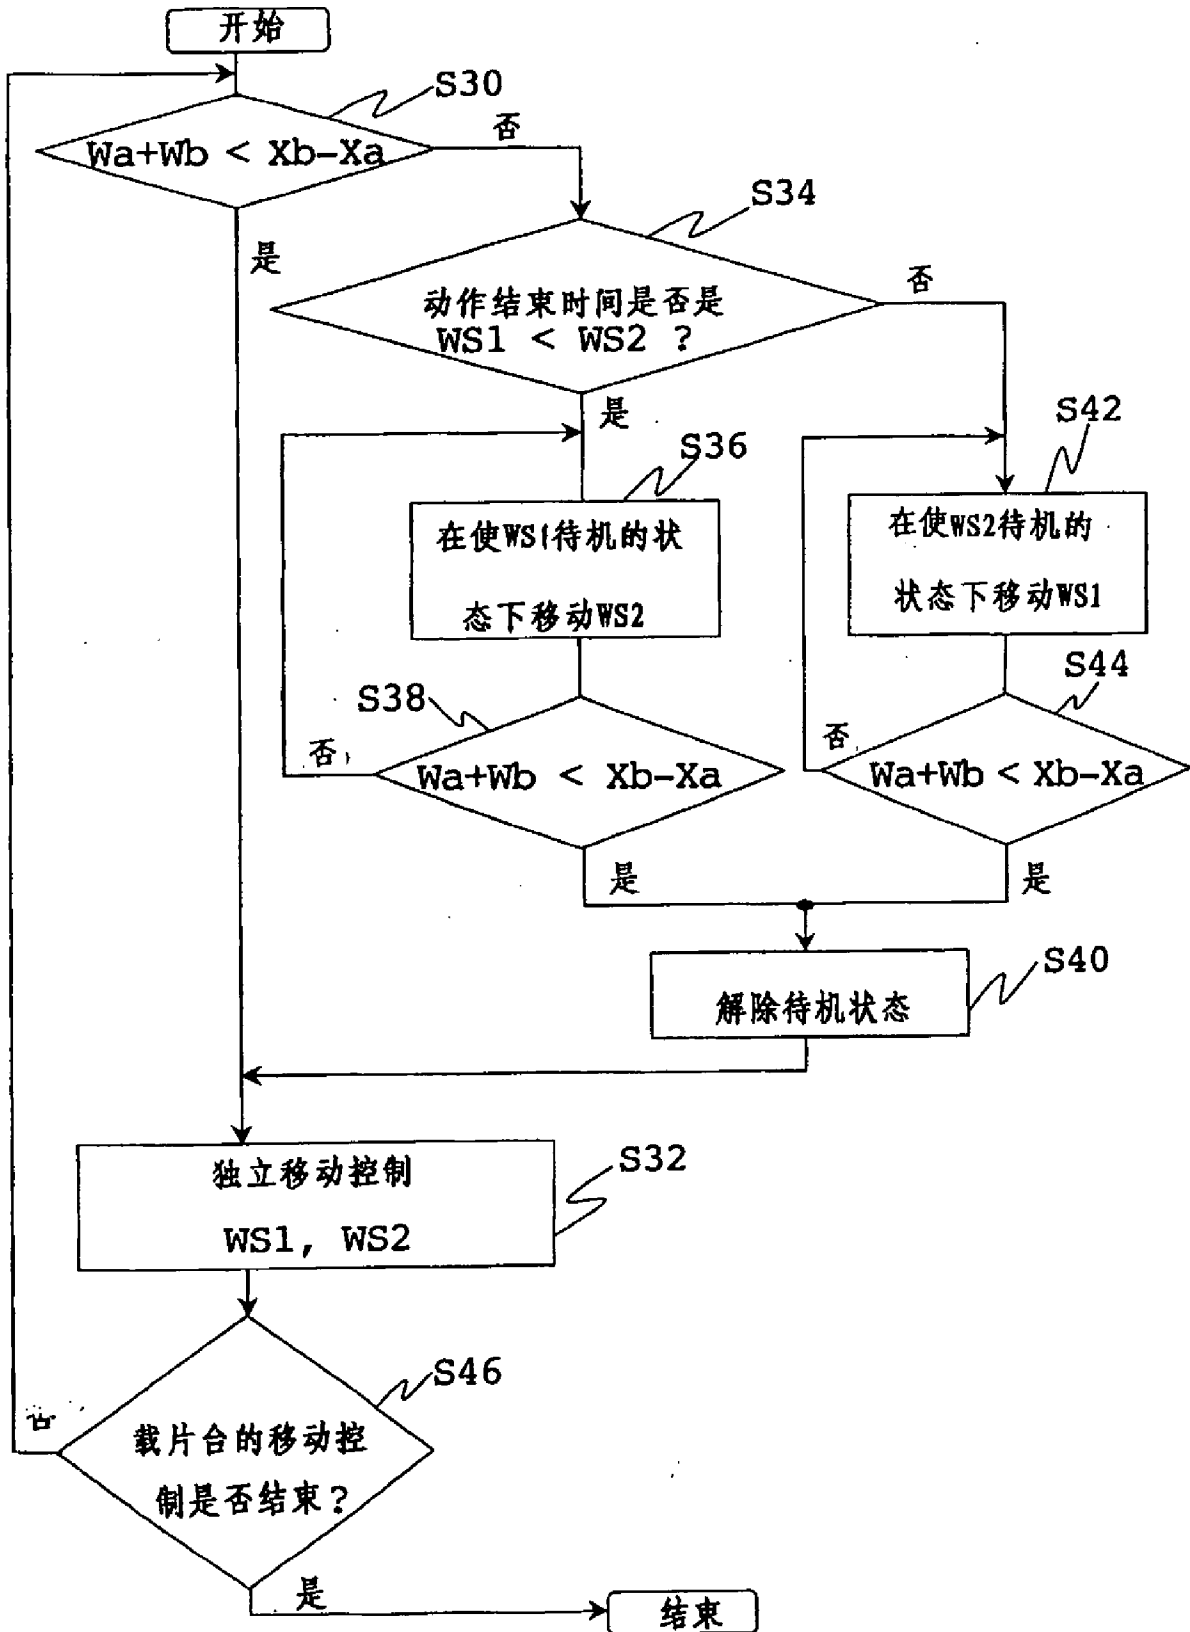 开始
S30
Wa+Wb < Xb-Xa
否
是
S34
动作结束时间是否是
WS1 < WS2 ?
否
是
S36
在使WS1待机的状
态下移动WS2
S42
在使WS2待机的
状态下移动WS1
S38
Wa+Wb < Xb-Xa
否
是
S44
Wa+Wb < Xb-Xa
否
是
S40
解除待机状态
S32
独立移动控制
WS1, WS2
S46
载片台的移动控
制是否结束?
否
是
结束